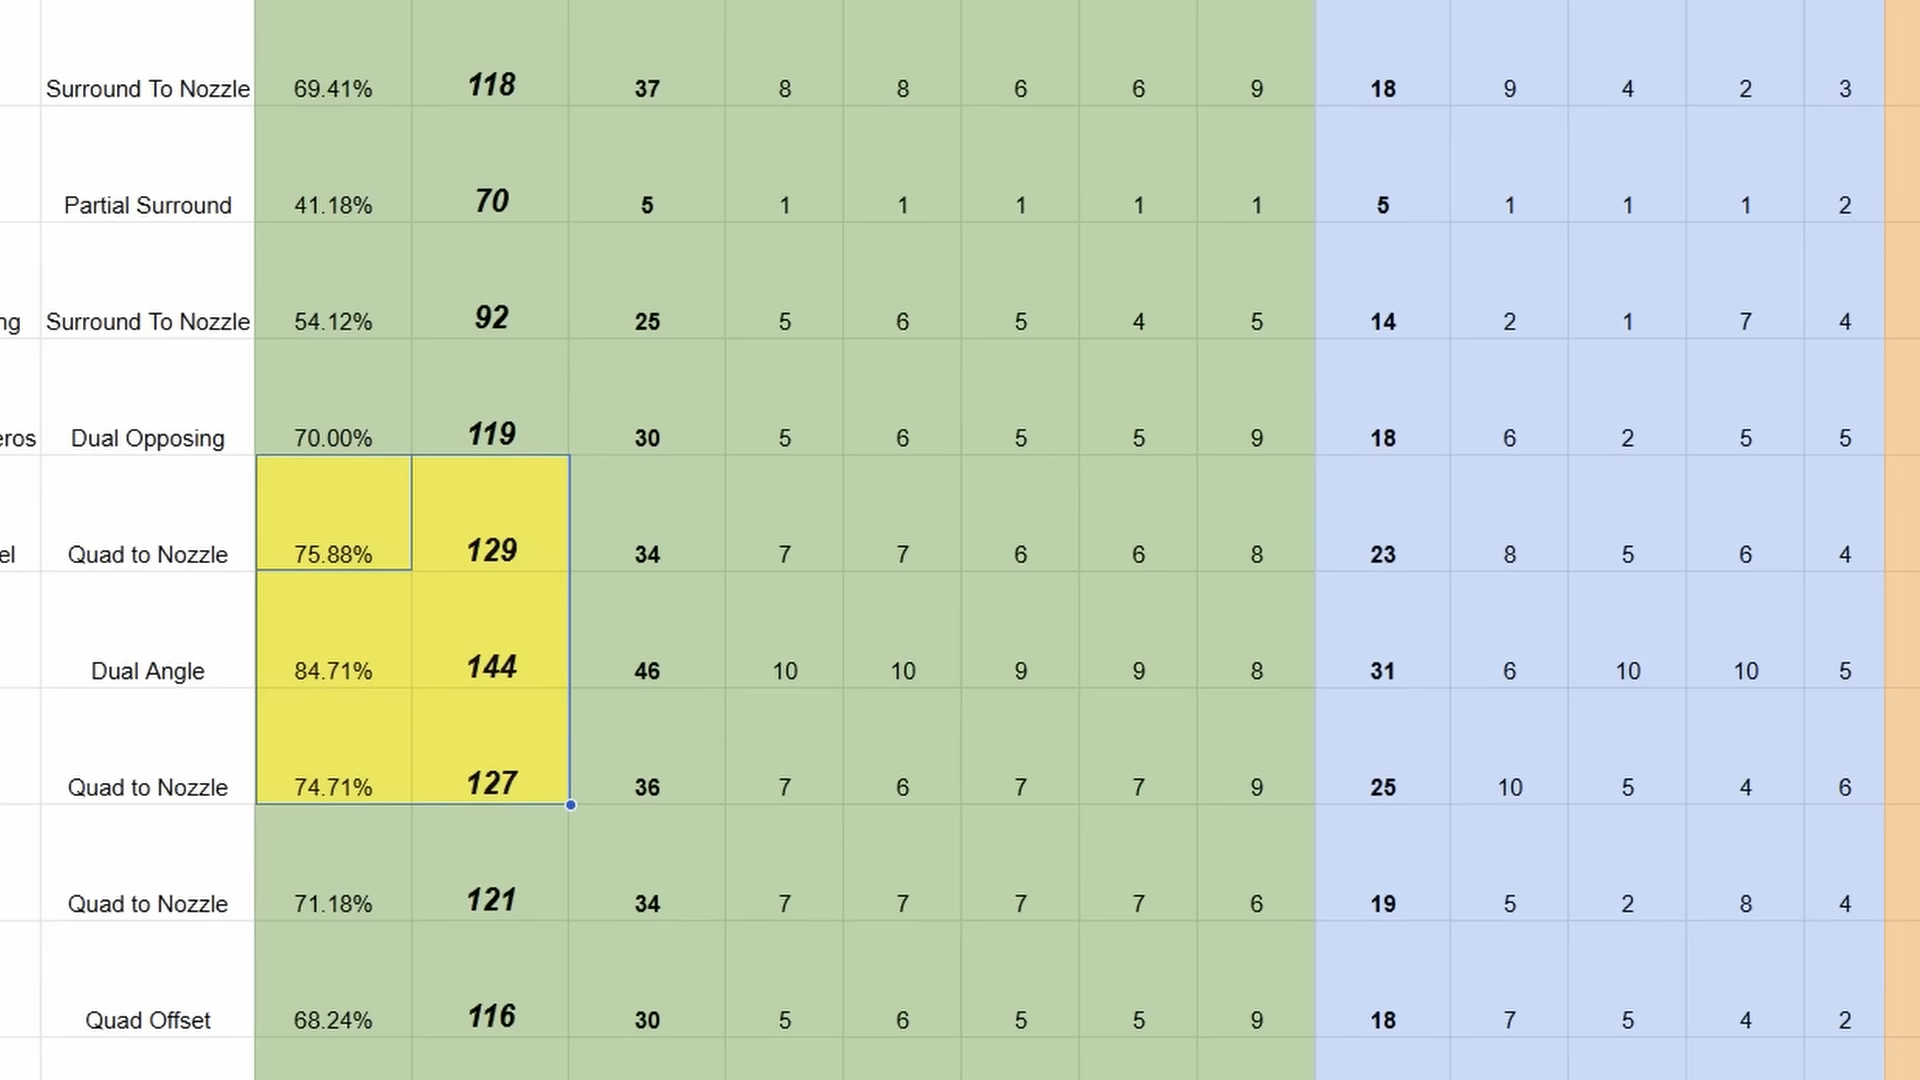 Surround To Nozzle 69.41% 118 37 8 8 6 6 9 18 9 4 2 3
Partial Surround 41.18% 70 5 1 1 1 1 1 5 1 1 1 2
ng Surround To Nozzle 54.12% 92 25 5 6 5 4 5 14 2 1 7 4
eros Dual Opposing 70.00% 119 30 5 6 5 5 9 18 6 2 5 5
el Quad to Nozzle 75.88% 129 34 7 7 6 6 8 23 8 5 6 4
Dual Angle 84.71% 144 46 10 10 9 9 8 31 6 10 10 5
Quad to Nozzle 74.71% 127 36 7 6 7 7 9 25 10 5 4 6
Quad to Nozzle 71.18% 121 34 7 7 7 7 6 19 5 2 8 4
Quad Offset 68.24% 116 30 5 6 5 5 9 18 7 5 4 2